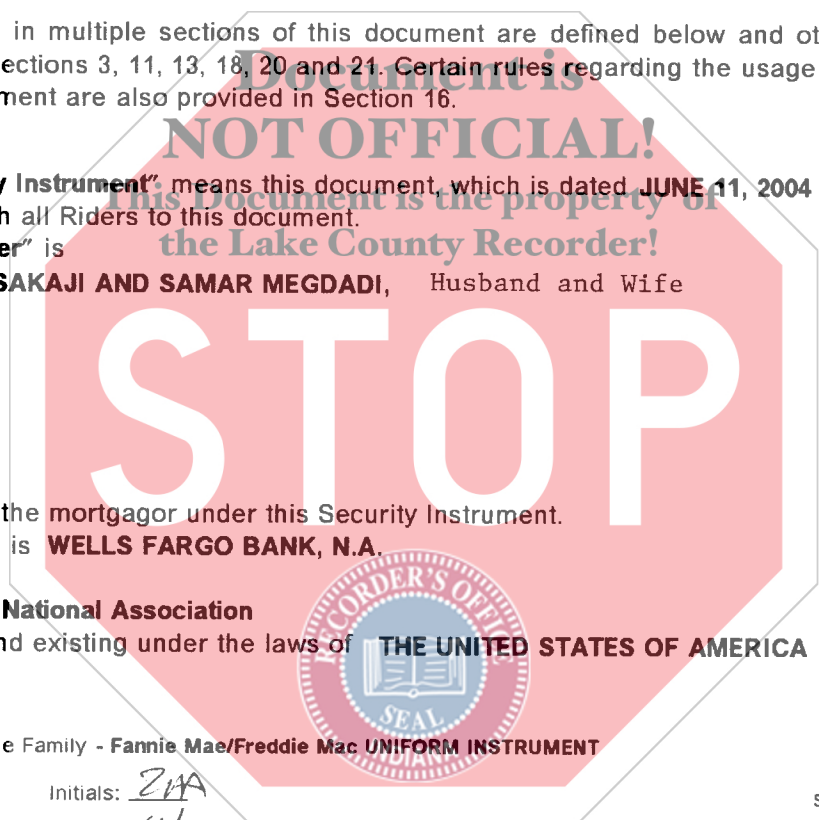 in multiple sections of this document are defined below and ot
ections 3, 11, 13, 18, 20 and 21. Certain rules regarding the usage
ment are also provided in Section 16.
Document is
NOT OFFICIAL!
This Document is the property of
the Lake County Recorder!
y Instrument" means this document, which is dated JUNE 11, 2004
h all Riders to this document.
er" is
SAKAJI AND SAMAR MEGDADI, Husband and Wife
STOP
the mortgagor under this Security Instrument.
is WELLS FARGO BANK, N.A.
National Association
nd existing under the laws of THE UNITED STATES OF AMERICA
RECORDER'S OFFICE
SEAL
INDIANA
e Family - Fannie Mae/Freddie Mac UNIFORM INSTRUMENT
Initials: